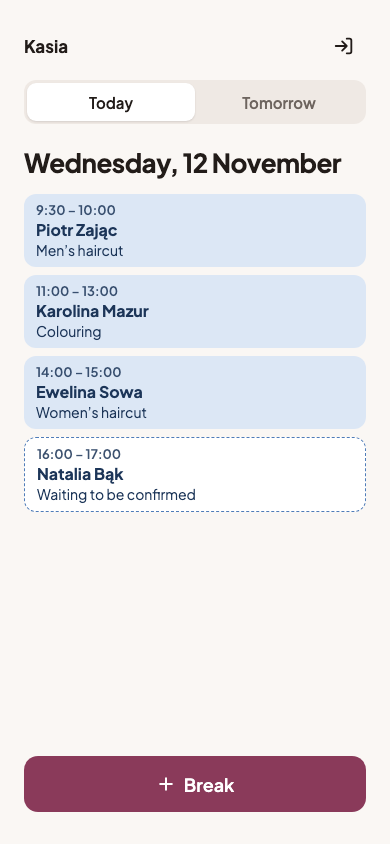 Kasia
Today
Tomorrow
Wednesday, 12 November
9:30 – 10:00
Piotr Zając
Men's haircut
11:00 – 13:00
Karolina Mazur
Colouring
14:00 – 15:00
Ewelina Sowa
Women's haircut
16:00 – 17:00
Natalia Bąk
Waiting to be confirmed
+ Break